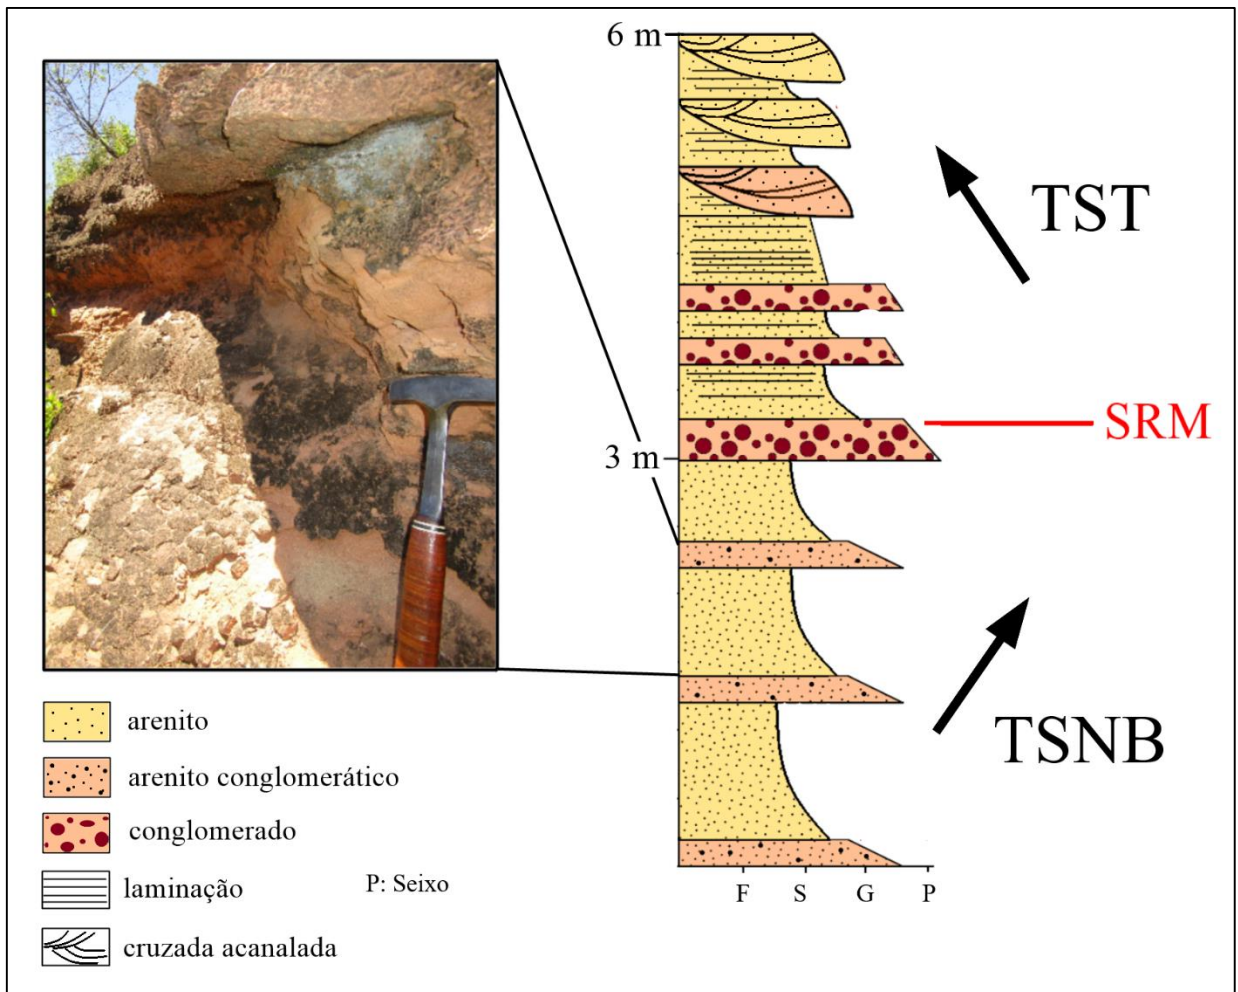 6 m
TST
SRM
3 m
TSNB
F S G P
arenito
arenito conglomerático
conglomerado
laminação
P: Seixo
cruzada acanalada